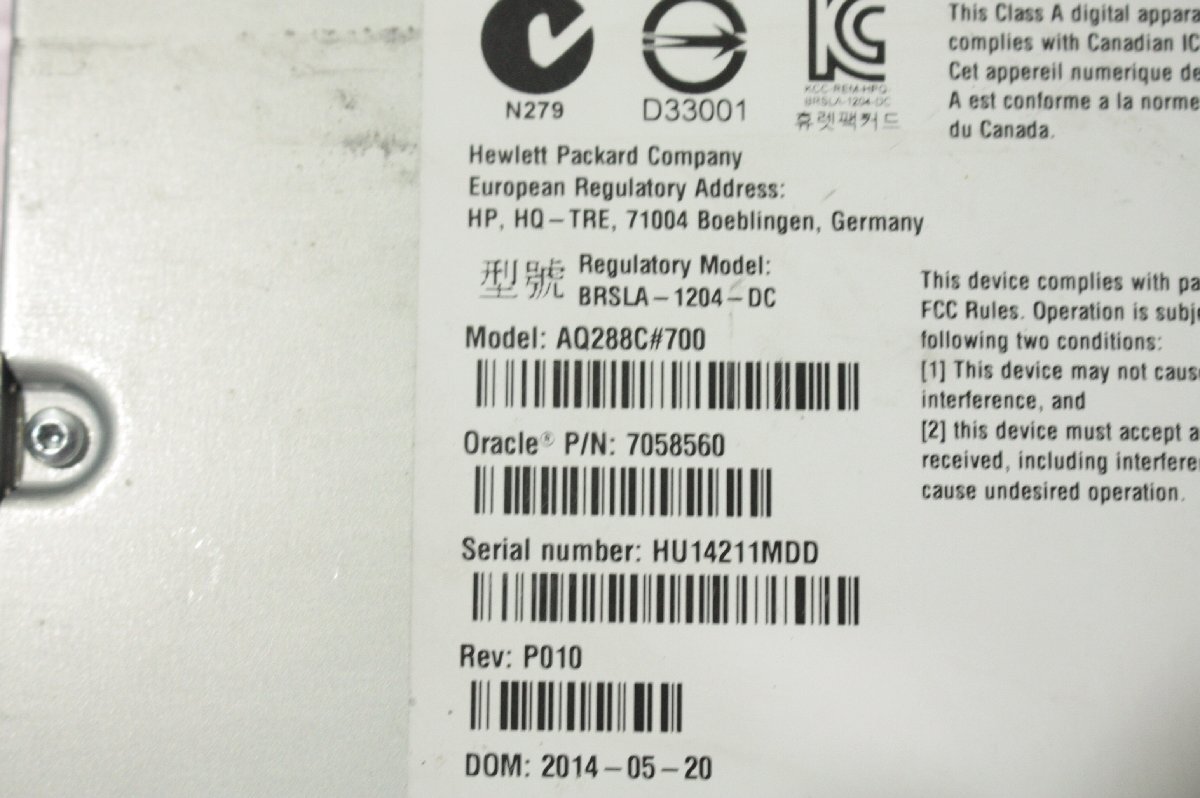 N279
D33001
KCC-REM-HPQ-
BRSLA-1204-DC
휴렛팩커드
This Class A digital appara
complies with Canadian IC
Cet appereil numerique de
A est conforme a la norme
du Canada.
Hewlett Packard Company
European Regulatory Address:
HP, HQ-TRE, 71004 Boeblingen, Germany
型號 Regulatory Model:
BRSLA-1204-DC
Model: AQ288C#700
Oracle® P/N: 7058560
Serial number: HU14211MDD
Rev: P010
DOM: 2014-05-20
This device complies with pa
FCC Rules. Operation is subje
following two conditions:
[1] This device may not cause
interference, and
[2] this device must accept a
received, including interfere
cause undesired operation.